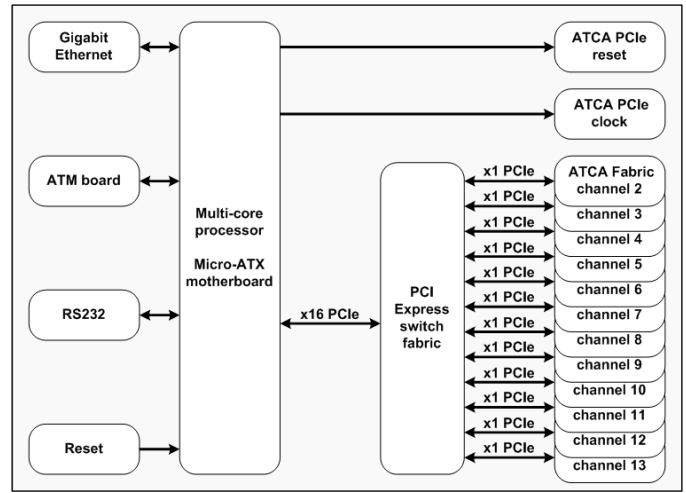 Gigabit
Ethernet
ATM board
RS232
Reset
Multi-core
processor
Micro-ATX
motherboard
x16 PCIe
PCI
Express
switch
fabric
ATCA PCIe
reset
ATCA PCIe
clock
x1 PCIe
x1 PCIe
x1 PCIe
x1 PCIe
x1 PCIe
x1 PCIe
x1 PCIe
x1 PCIe
x1 PCIe
x1 PCIe
x1 PCIe
x1 PCIe
ATCA Fabric
channel 2
channel 3
channel 4
channel 5
channel 6
channel 7
channel 8
channel 9
channel 10
channel 11
channel 12
channel 13